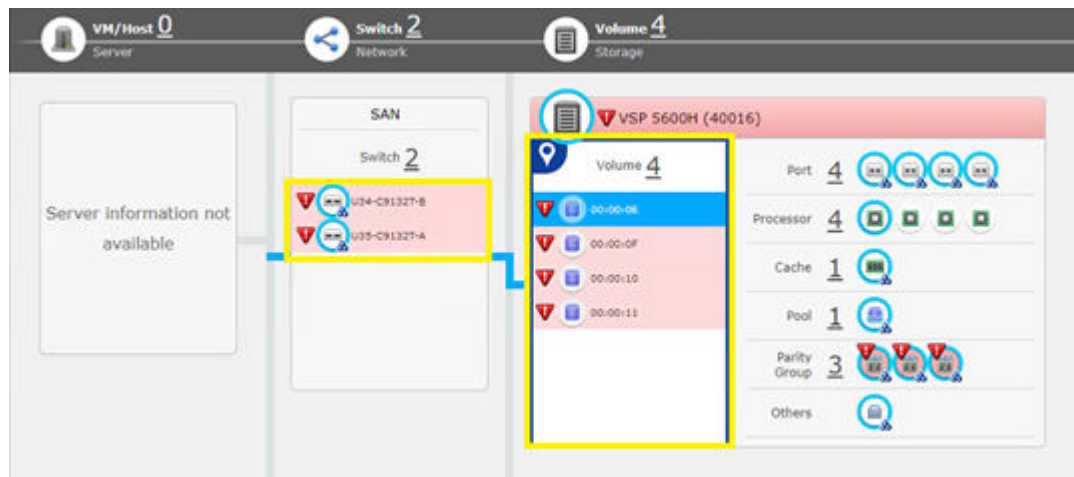 VM/Host 0
Server
Switch 2
Network
Volume 4
Storage
Server information not
available
SAN
Switch 2
U34-C91327-B
U35-C91327-A
VSP 5600H (40016)
Volume 4
00:00:0E
00:00:0F
00:00:10
00:00:11
Port 4
Processor 4
Cache 1
Pool 1
Parity
Group 3
Others